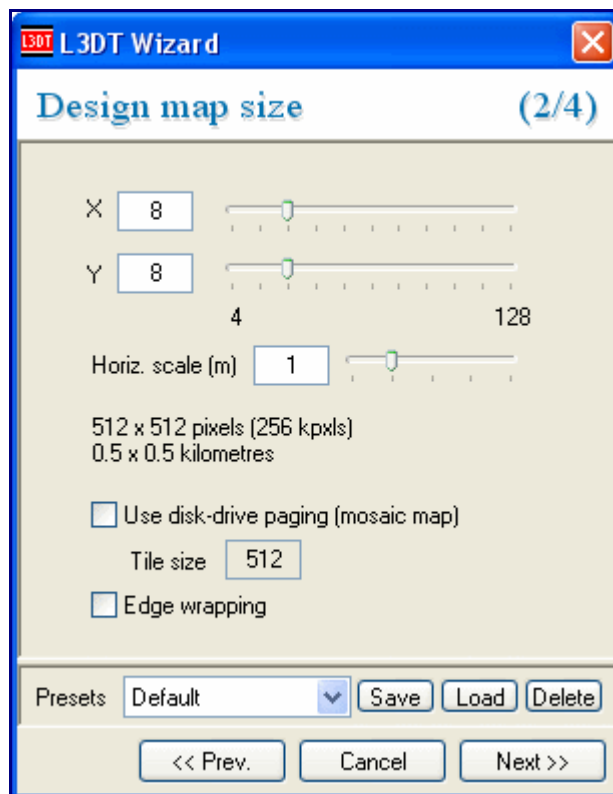 L3DT L3DT Wizard
Design map size (2/4)
X 8
Y 8
4 128
Horiz. scale (m) 1
512 x 512 pixels (256 kpxls)
0.5 x 0.5 kilometres
Use disk-drive paging (mosaic map)
Tile size 512
Edge wrapping
Presets Default Save Load Delete
<< Prev. Cancel Next >>